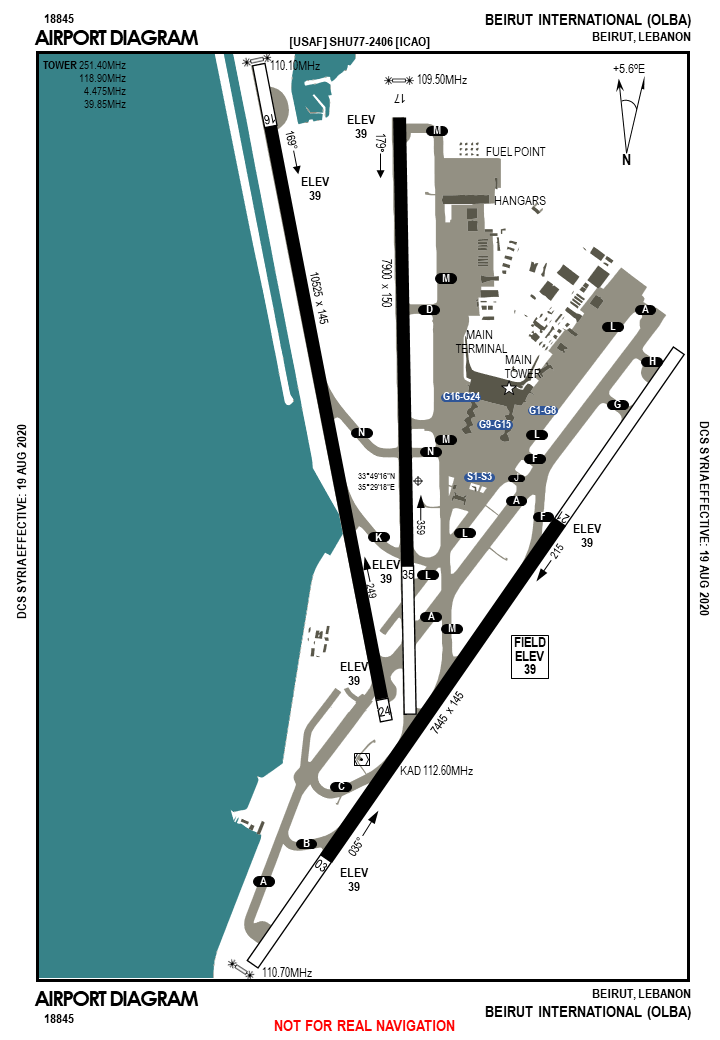 18845
BEIRUT INTERNATIONAL (OLBA)
AIRPORT DIAGRAM
[USAF] SHU77-2406 [ICAO]
BEIRUT, LEBANON
TOWER 251.40MHz
118.90MHz
4.475MHz
39.85MHz
110.10MHz
109.50MHz
+5.6ºE
N
16
17
169°
ELEV
39
179°
ELEV
39
M
FUEL POINT
HANGARS
10525 x 145
7900 x 150
M
D
MAIN
TERMINAL
MAIN
TOWER
L
A
H
G
G16-G24
G9-G15
G1-G8
N
M
N
L
F
33°49'16"N
35°29'18"E
S1-S3
J
A
F
21
ELEV
39
215
359
K
L
ELEV
39
35
L
249
A
M
FIELD
ELEV
39
ELEV
39
24
7445 x 145
KAD 112.60MHz
C
B
035°
03
ELEV
39
A
110.70MHz
DCS SYRIA EFFECTIVE: 19 AUG 2020
DCS SYRIA EFFECTIVE: 19 AUG 2020
AIRPORT DIAGRAM
BEIRUT, LEBANON
18845
BEIRUT INTERNATIONAL (OLBA)
NOT FOR REAL NAVIGATION